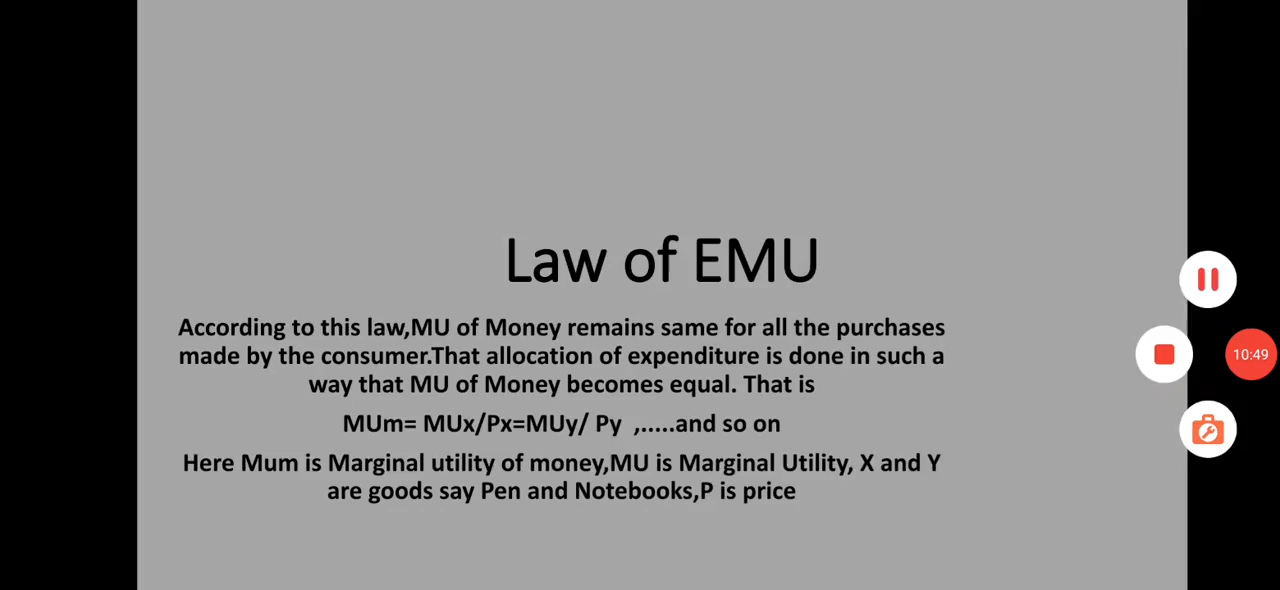 Law of EMU
According to this law,MU of Money remains same for all the purchases
made by the consumer.That allocation of expenditure is done in such a
way that MU of Money becomes equal. That is
MUm= MUx/Px=MUy/ Py ,.....and so on
Here Mum is Marginal utility of money,MU is Marginal Utility, X and Y
are goods say Pen and Notebooks,P is price
10:49